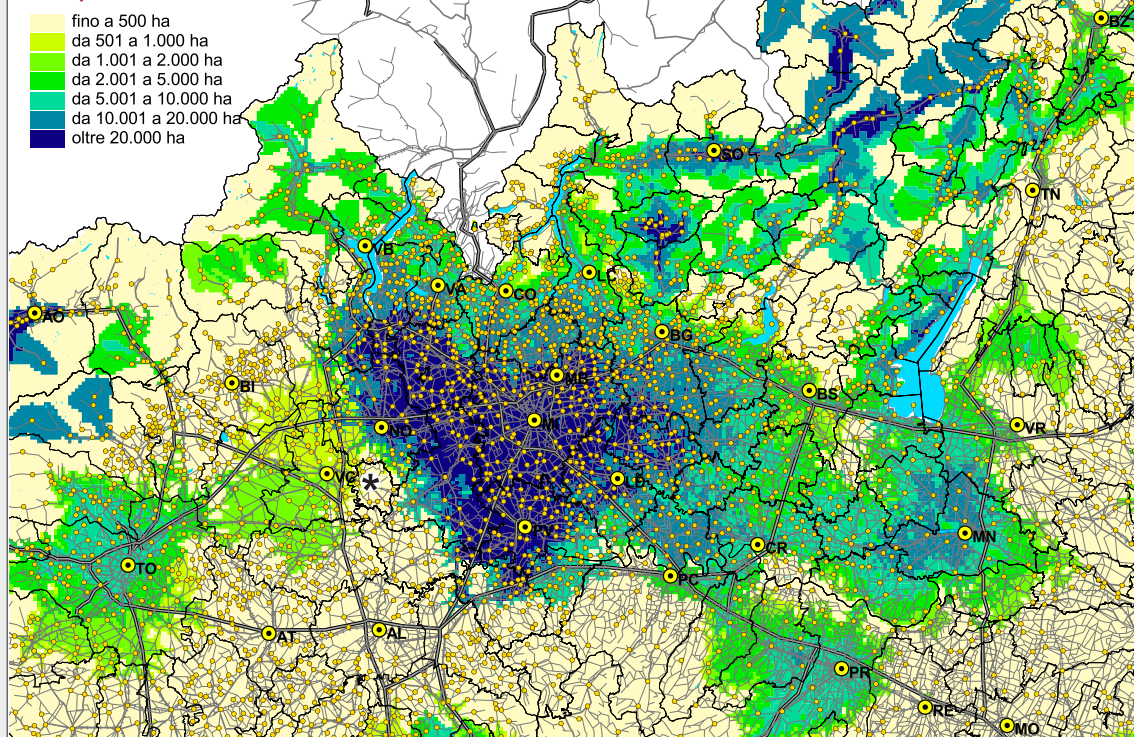 fino a 500 ha
da 501 a 1.000 ha
da 1.001 a 2.000 ha
da 2.001 a 5.000 ha
da 5.001 a 10.000 ha
da 10.001 a 20.000 ha
oltre 20.000 ha
BZ
SO
TN
VB
VA
CO
AO
BG
BI
MB
BS
NO
MI
VR
VC
*
PV
MN
CR
TO
PC
AT
AL
PR
RE
MO